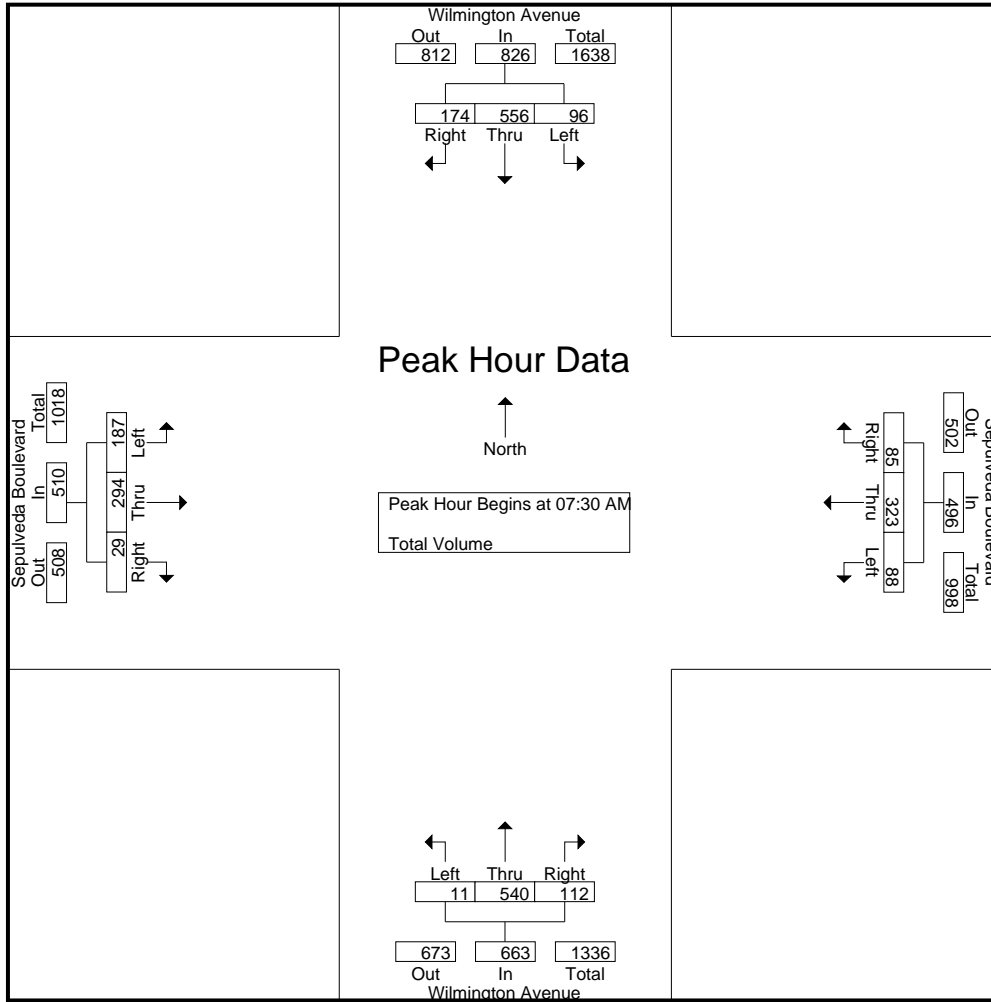 Wilmington Avenue
Out In Total
812 826 1638
174 556 96
Right Thru Left
Peak Hour Data
North
Peak Hour Begins at 07:30 AM
Total Volume
Sepulveda Boulevard
Out In Total
508 510 1018
187 294 29
Left Thru Right
Right Thru Left
85 323 88
502 496 998
Out In Total
Sepulveda Boulevard
Left Thru Right
11 540 112
673 663 1336
Out In Total
Wilmington Avenue